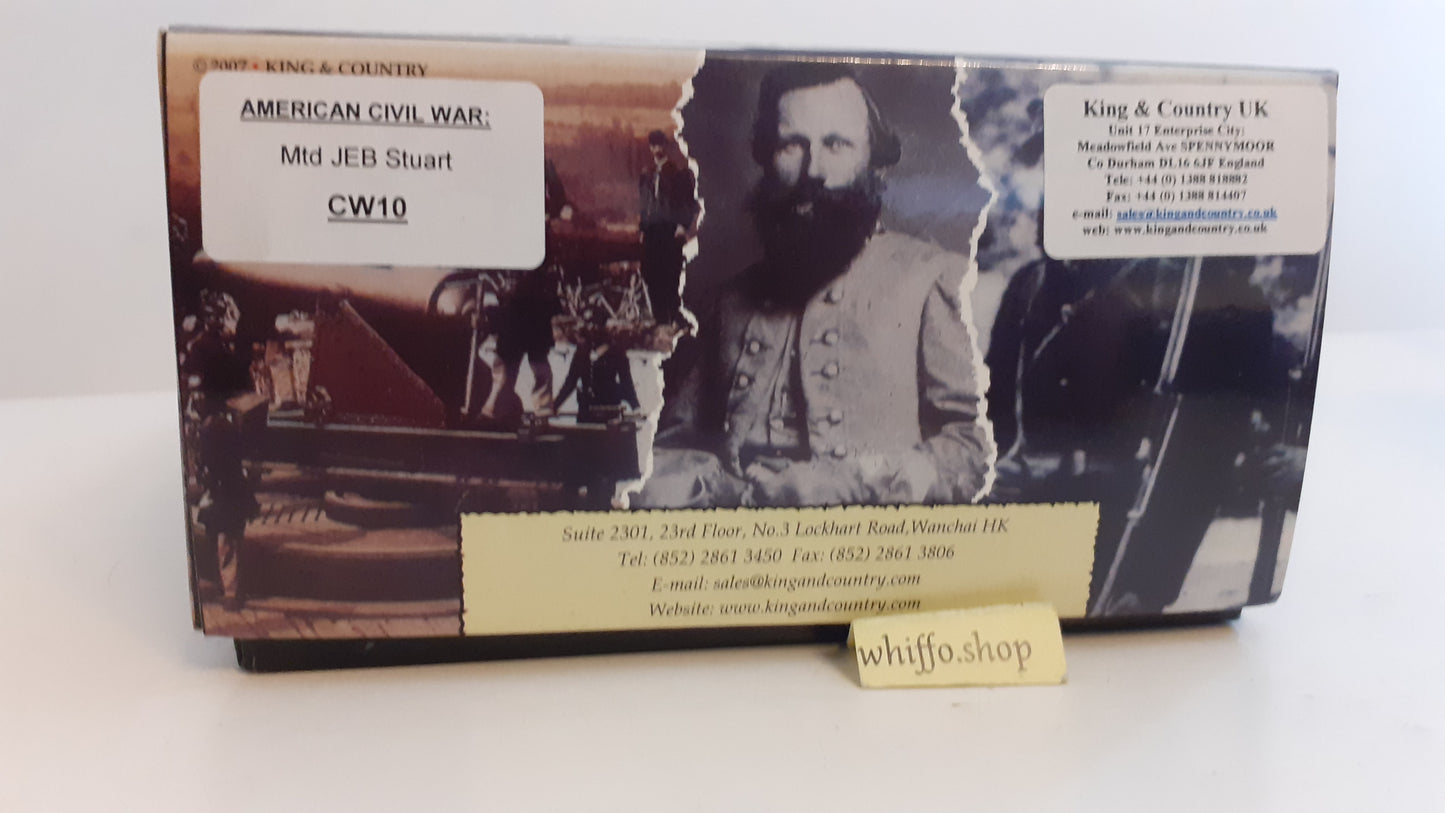 © 2007 • KING & COUNTRY
AMERICAN CIVIL WAR:
Mtd JEB Stuart
CW10
King & Country UK
Unit 17 Enterprise City;
Meadowfield Ave SPENNYMOOR
Co Durham DL16 6JF England
Tele: +44 (0) 1388 818882
Fax: +44 (0) 1388 814407
e-mail: sales@kingandcountry.co.uk
web: www.kingandcountry.co.uk
Suite 2301, 23rd Floor, No.3 Lockhart Road,Wanchai HK
Tel: (852) 2861 3450 Fax: (852) 2861 3806
E-mail: sales@kingandcountry.com
Website: www.kingandcountry.com
whiffo.shop